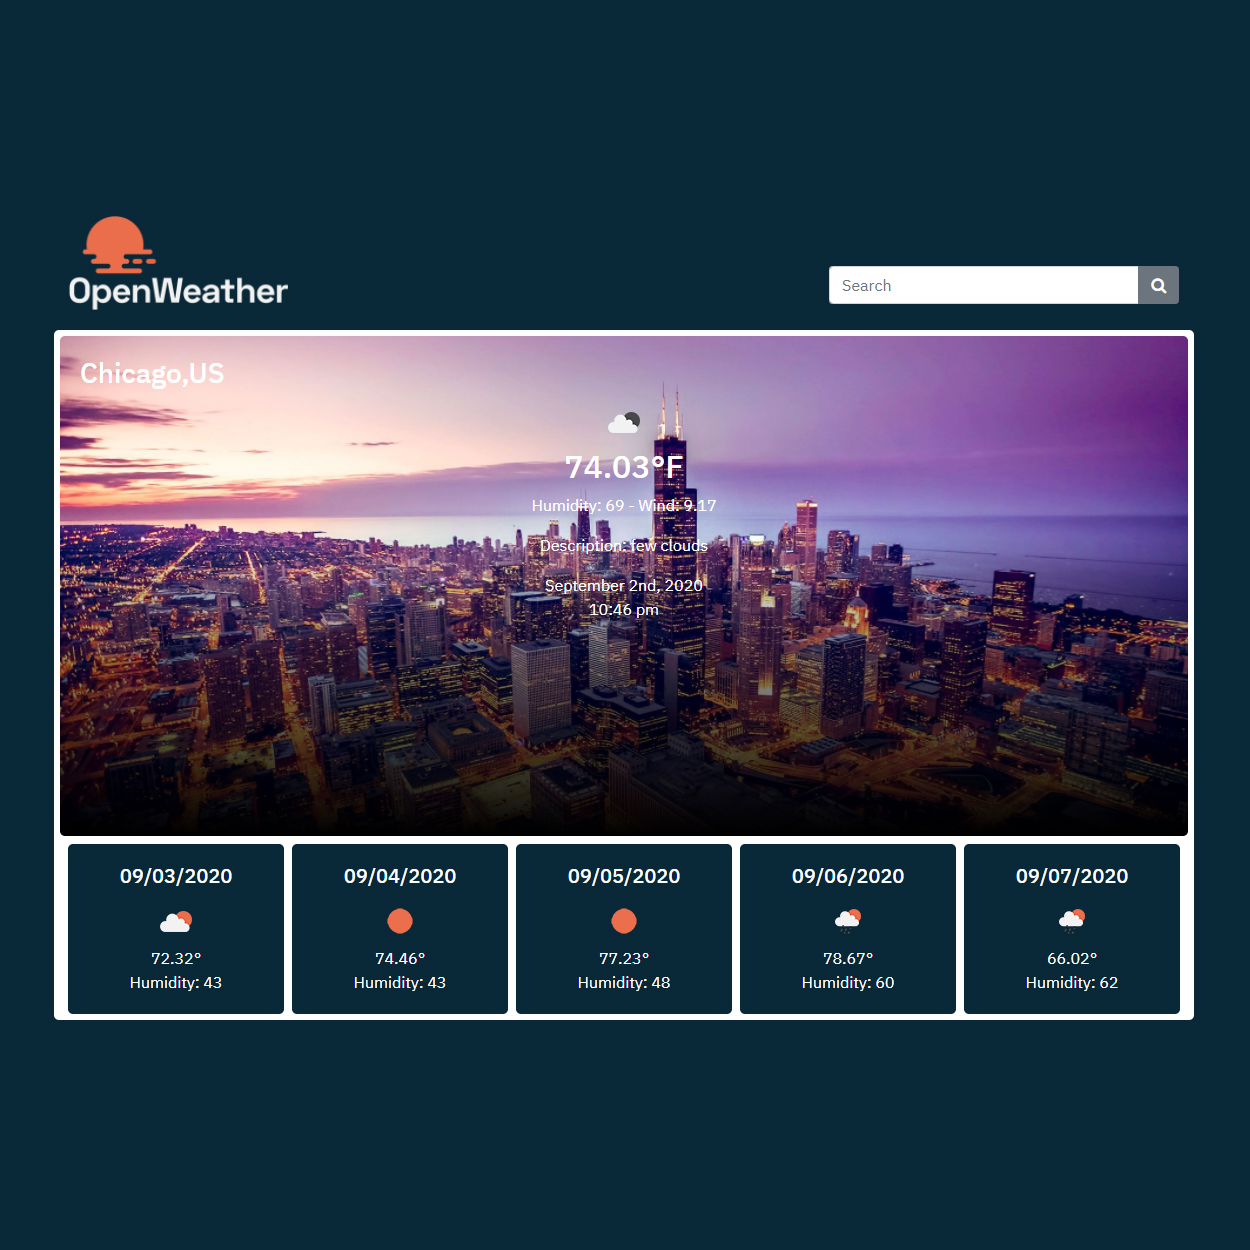 OpenWeather
Search
Chicago,US
74.03°F
Humidity: 69 - Wind: 9.17
Description: few clouds
September 2nd, 2020
10:46 pm
09/03/2020
72.32°
Humidity: 43
09/04/2020
74.46°
Humidity: 43
09/05/2020
77.23°
Humidity: 48
09/06/2020
78.67°
Humidity: 60
09/07/2020
66.02°
Humidity: 62